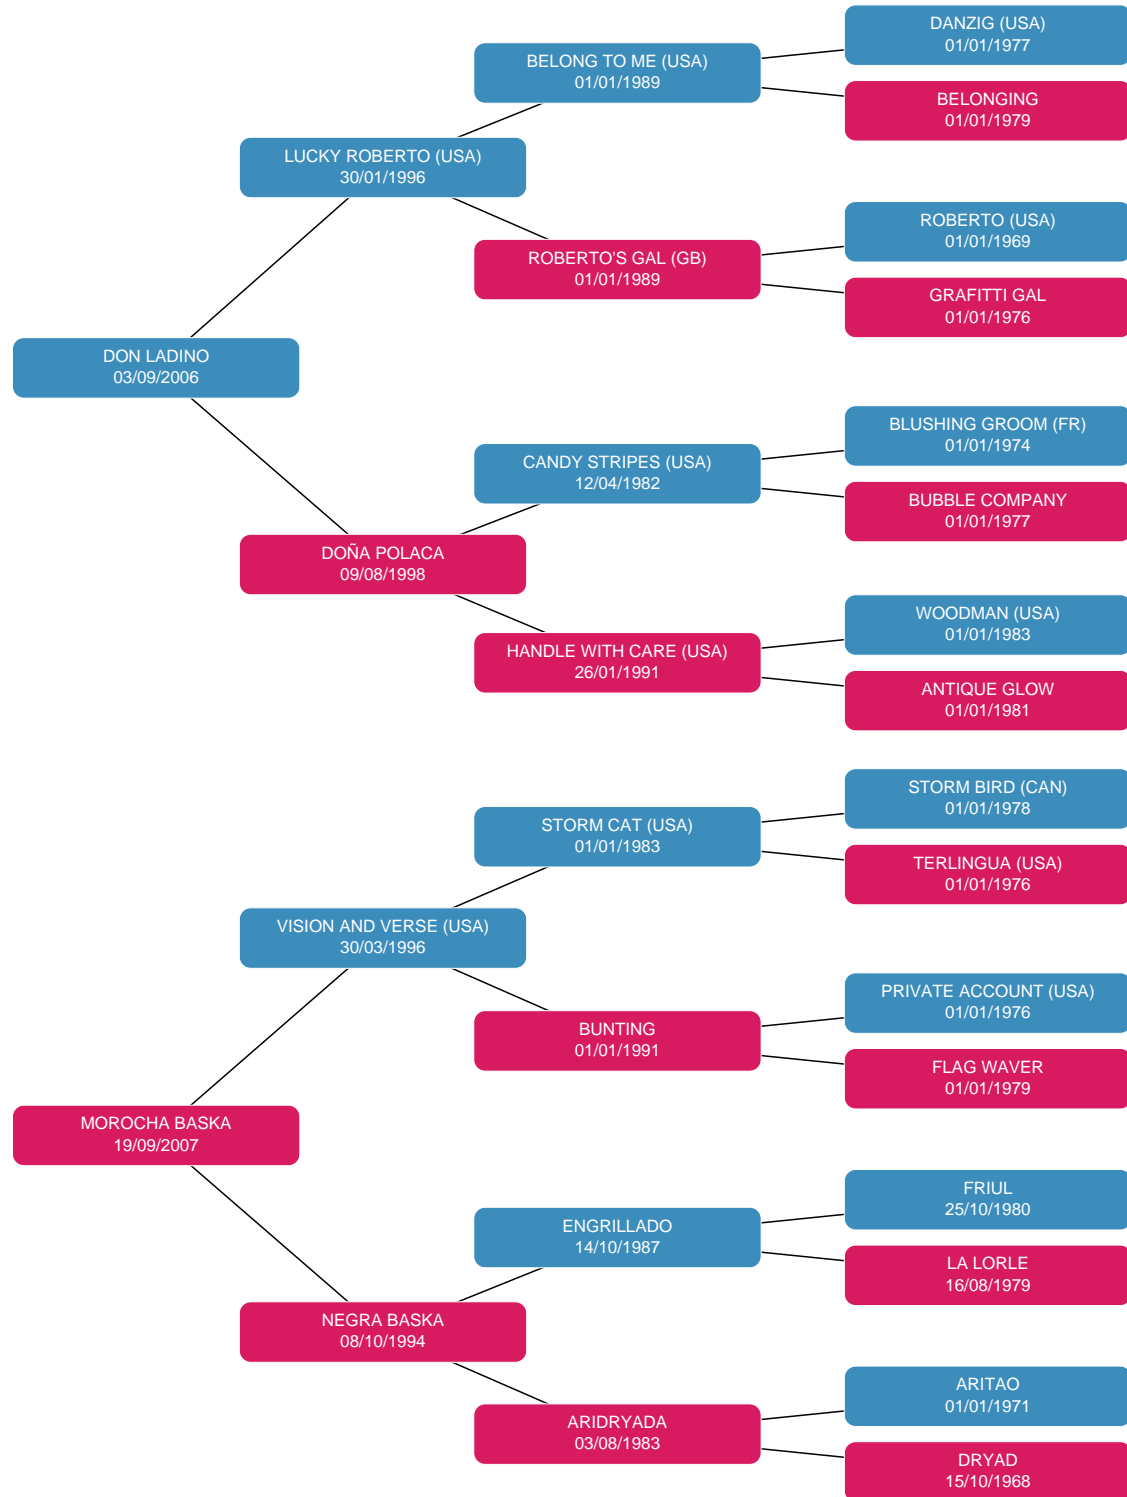 DANZIG (USA)
01/01/1977
BELONG TO ME (USA)
01/01/1989
BELONGING
01/01/1979
LUCKY ROBERTO (USA)
30/01/1996
ROBERTO (USA)
01/01/1969
ROBERTO'S GAL (GB)
01/01/1989
GRAFITTI GAL
01/01/1976
DON LADINO
03/09/2006
BLUSHING GROOM (FR)
01/01/1974
CANDY STRIPES (USA)
12/04/1982
BUBBLE COMPANY
01/01/1977
DOÑA POLACA
09/08/1998
WOODMAN (USA)
01/01/1983
HANDLE WITH CARE (USA)
26/01/1991
ANTIQUE GLOW
01/01/1981
STORM BIRD (CAN)
01/01/1978
STORM CAT (USA)
01/01/1983
TERLINGUA (USA)
01/01/1976
VISION AND VERSE (USA)
30/03/1996
PRIVATE ACCOUNT (USA)
01/01/1976
BUNTING
01/01/1991
FLAG WAVER
01/01/1979
MOROCHA BASKA
19/09/2007
FRIUL
25/10/1980
ENGRILLADO
14/10/1987
LA LORLE
16/08/1979
NEGRA BASKA
08/10/1994
ARITAO
01/01/1971
ARIDRYADA
03/08/1983
DRYAD
15/10/1968